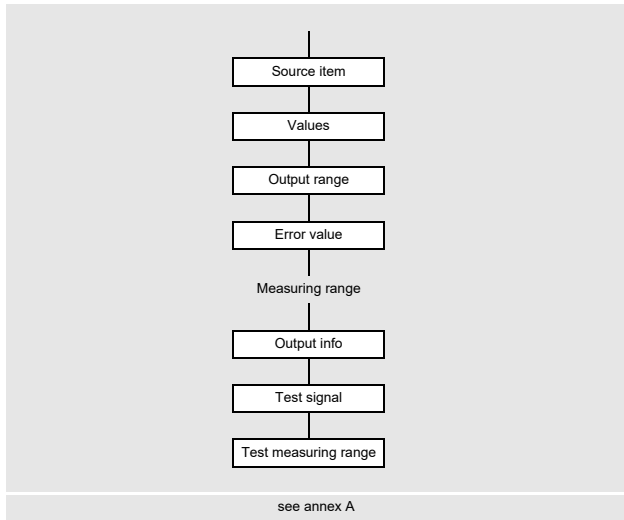 Source item
Values
Output range
Error value
Measuring range
Output info
Test signal
Test measuring range
see annex A